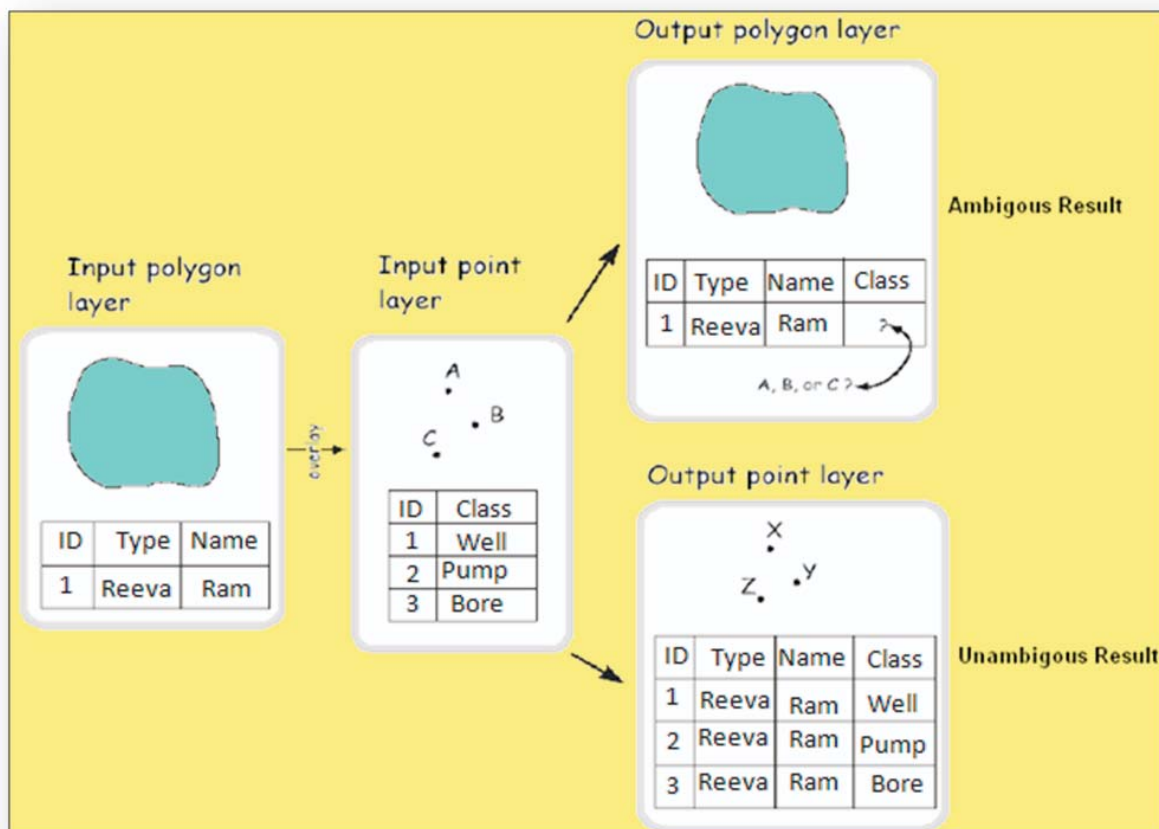 Input polygon
layer
ID Type Name
1 Reeva Ram
overlay
Input point
layer
A
B
C
ID Class
1 Well
2 Pump
3 Bore
Output polygon layer
ID Type Name Class
1 Reeva Ram ?
A, B, or C ?
Ambigous Result
Output point layer
X
Y
Z
ID Type Name Class
1 Reeva Ram Well
2 Reeva Ram Pump
3 Reeva Ram Bore
Unambigous Result